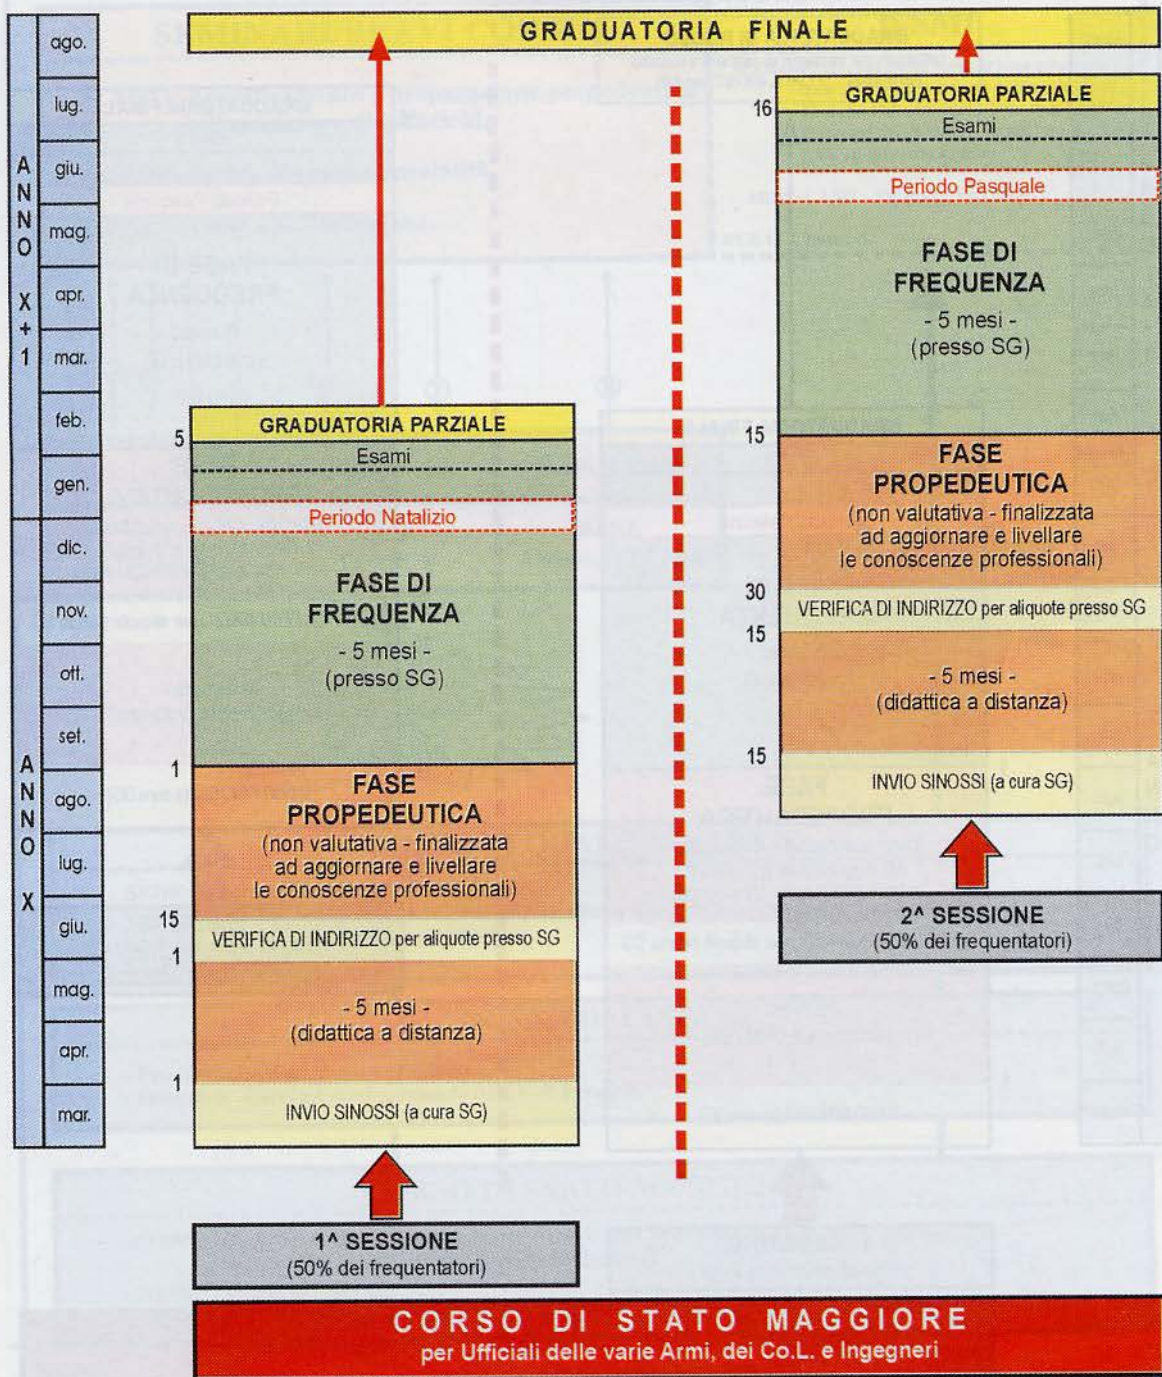 GRADUATORIA FINALE
ANNO X+1
ago.
lug.
giu.
mag.
apr.
mar.
feb.
gen.
ANNO X
dic.
nov.
ott.
set.
ago.
lug.
giu.
mag.
apr.
mar.
GRADUATORIA PARZIALE
5
Esami
Periodo Natalizio
FASE DI
FREQUENZA
- 5 mesi -
(presso SG)
1
FASE
PROPEDEUTICA
(non valutativa - finalizzata
ad aggiornare e livellare
le conoscenze professionali)
15
VERIFICA DI INDIRIZZO per aliquote presso SG
1
- 5 mesi -
(didattica a distanza)
1
INVIO SINOSSI (a cura SG)
1^ SESSIONE
(50% dei frequentatori)
GRADUATORIA PARZIALE
16
Esami
Periodo Pasquale
FASE DI
FREQUENZA
- 5 mesi -
(presso SG)
15
FASE
PROPEDEUTICA
(non valutativa - finalizzata
ad aggiornare e livellare
le conoscenze professionali)
30
VERIFICA DI INDIRIZZO per aliquote presso SG
15
- 5 mesi -
(didattica a distanza)
15
INVIO SINOSSI (a cura SG)
2^ SESSIONE
(50% dei frequentatori)
CORSO DI STATO MAGGIORE
per Ufficiali delle varie Armi, dei Co.L. e Ingegneri